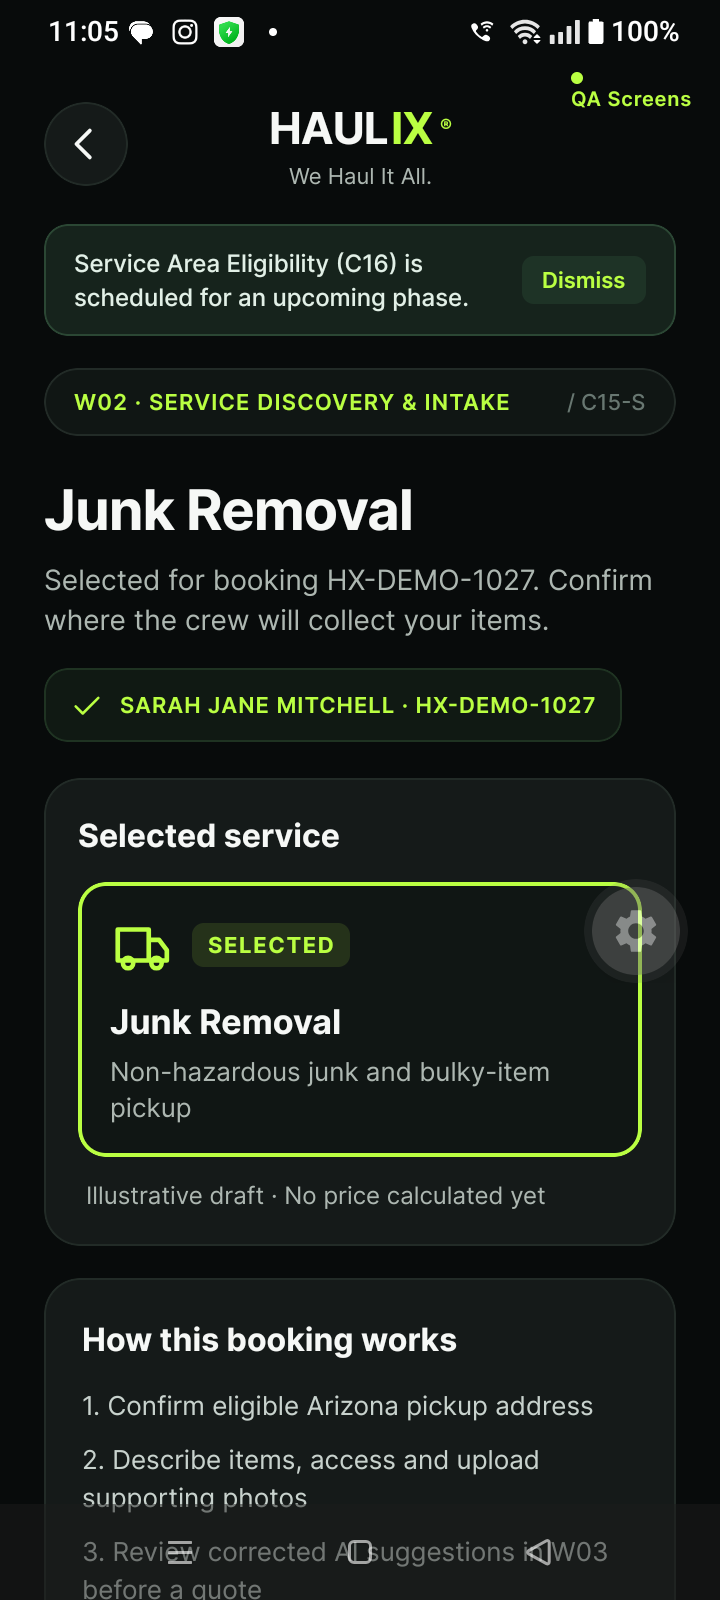 11:05
100%
QA Screens
HAULIX ®
We Haul It All.
Service Area Eligibility (C16) is
scheduled for an upcoming phase.
Dismiss
W02 · SERVICE DISCOVERY & INTAKE
/ C15-S
Junk Removal
Selected for booking HX-DEMO-1027. Confirm
where the crew will collect your items.
SARAH JANE MITCHELL · HX-DEMO-1027
Selected service
SELECTED
Junk Removal
Non-hazardous junk and bulky-item
pickup
Illustrative draft · No price calculated yet
How this booking works
1. Confirm eligible Arizona pickup address
2. Describe items, access and upload
supporting photos
3. Review corrected AI suggestions in W03
before a quote